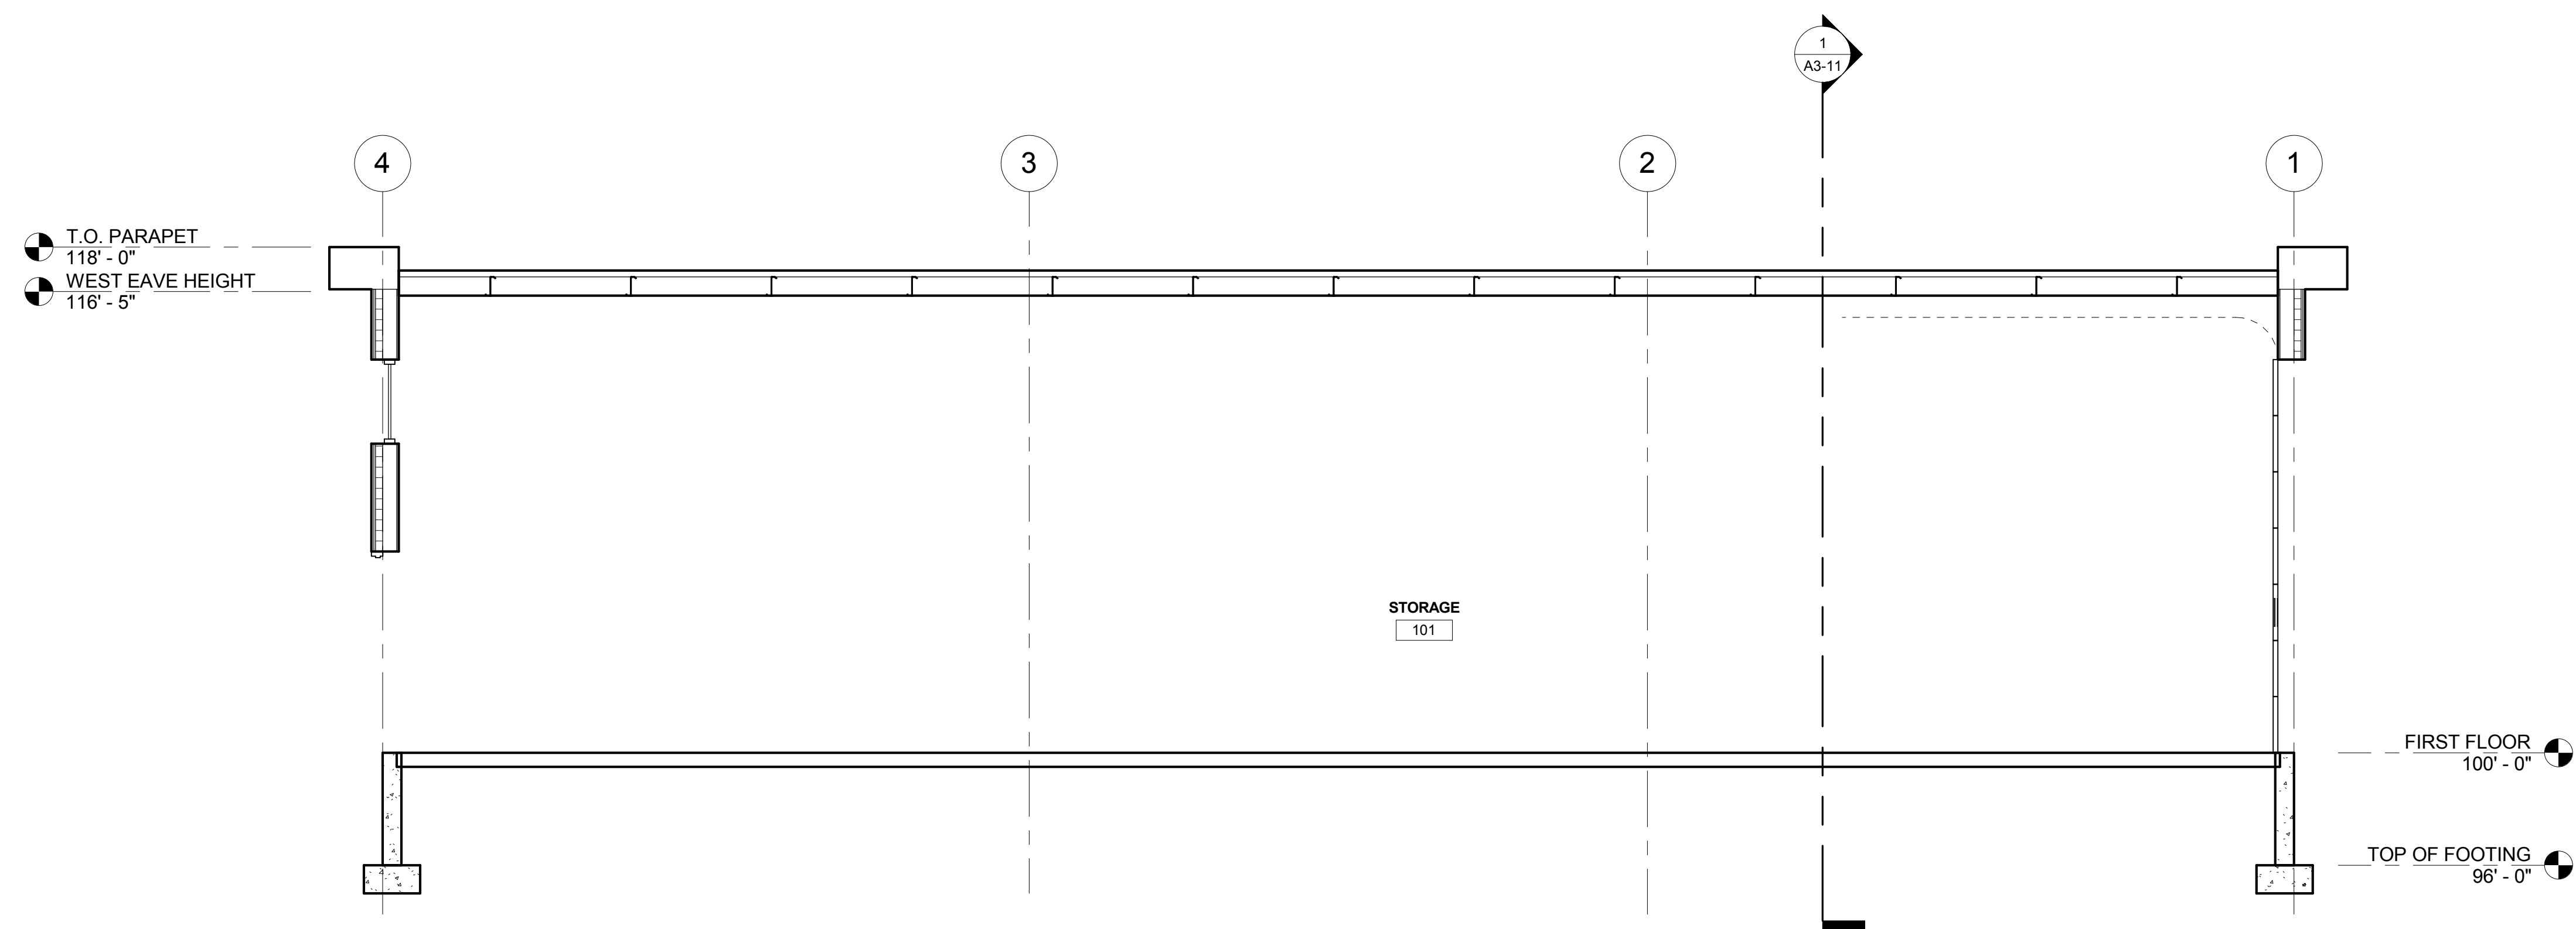 1
A3-11
4
3
2
1
T.O. PARAPET
118' - 0"
WEST EAVE HEIGHT
116' - 5"
STORAGE
101
FIRST FLOOR
100' - 0"
TOP OF FOOTING
96' - 0"